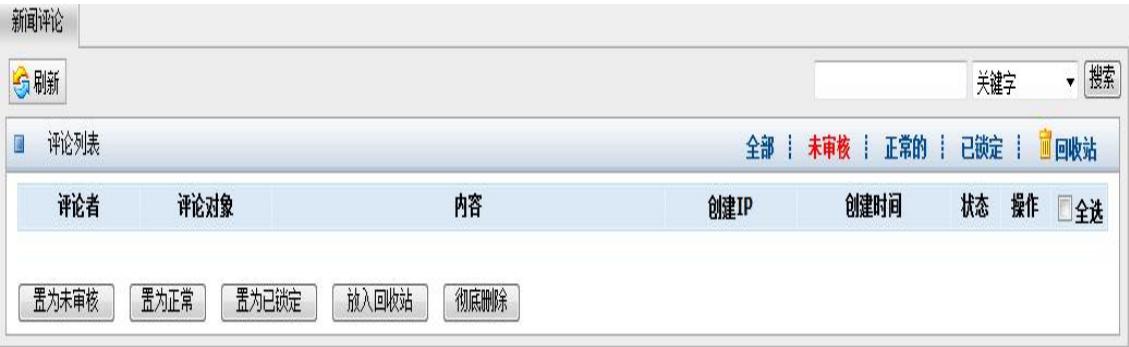 新闻评论
刷新 关键字 搜索
评论列表 全部 未审核 正常的 已锁定 回收站
评论者 评论对象 内容 创建IP 创建时间 状态 操作 全选
置为未审核 置为正常 置为已锁定 放入回收站 彻底删除